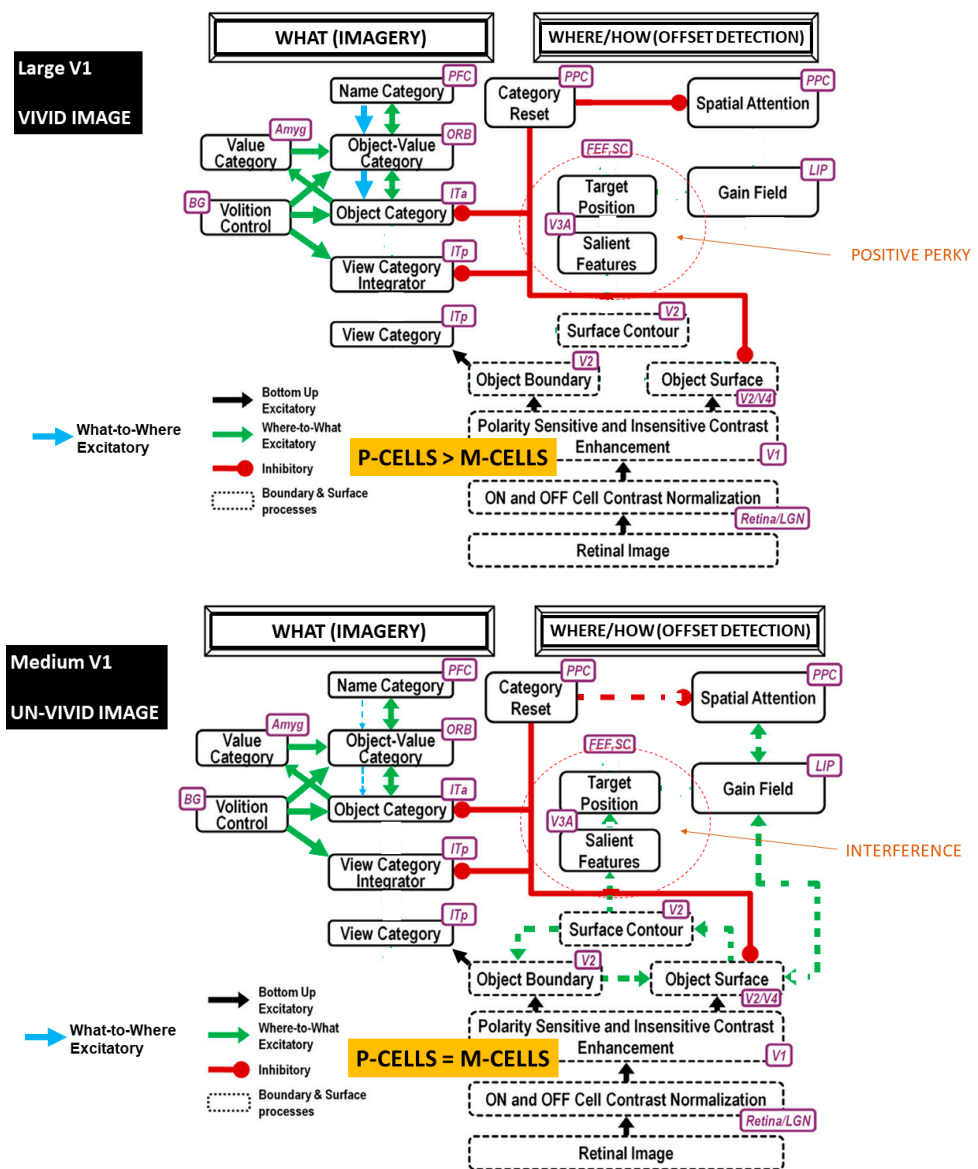 WHAT (IMAGERY)
WHERE/HOW (OFFSET DETECTION)
Large V1
VIVID IMAGE
PFC
Name Category
PPC
Category
Reset
PPC
Spatial Attention
Amyg
Value
Category
ORB
Object-Value
Category
FEF,SC
Target
Position
LIP
Gain Field
BG
Volition
Control
ITa
Object Category
V3A
Salient
Features
POSITIVE PERKY
ITp
View Category
Integrator
ITp
View Category
V2
Surface Contour
V2
Object Boundary
Object Surface
V2/V4
Bottom Up
Excitatory
What-to-Where
Excitatory
Where-to-What
Excitatory
Inhibitory
Boundary & Surface
processes
P-CELLS > M-CELLS
Polarity Sensitive and Insensitive Contrast
Enhancement
V1
ON and OFF Cell Contrast Normalization
Retina/LGN
Retinal Image
WHAT (IMAGERY)
WHERE/HOW (OFFSET DETECTION)
Medium V1
UN-VIVID IMAGE
PFC
Name Category
PPC
Category
Reset
PPC
Spatial Attention
Amyg
Value
Category
ORB
Object-Value
Category
FEF,SC
Target
Position
LIP
Gain Field
BG
Volition
Control
ITa
Object Category
V3A
Salient
Features
INTERFERENCE
ITp
View Category
Integrator
ITp
View Category
V2
Surface Contour
V2
Object Boundary
Object Surface
V2/V4
Bottom Up
Excitatory
What-to-Where
Excitatory
Where-to-What
Excitatory
Inhibitory
Boundary & Surface
processes
P-CELLS = M-CELLS
Polarity Sensitive and Insensitive Contrast
Enhancement
V1
ON and OFF Cell Contrast Normalization
Retina/LGN
Retinal Image